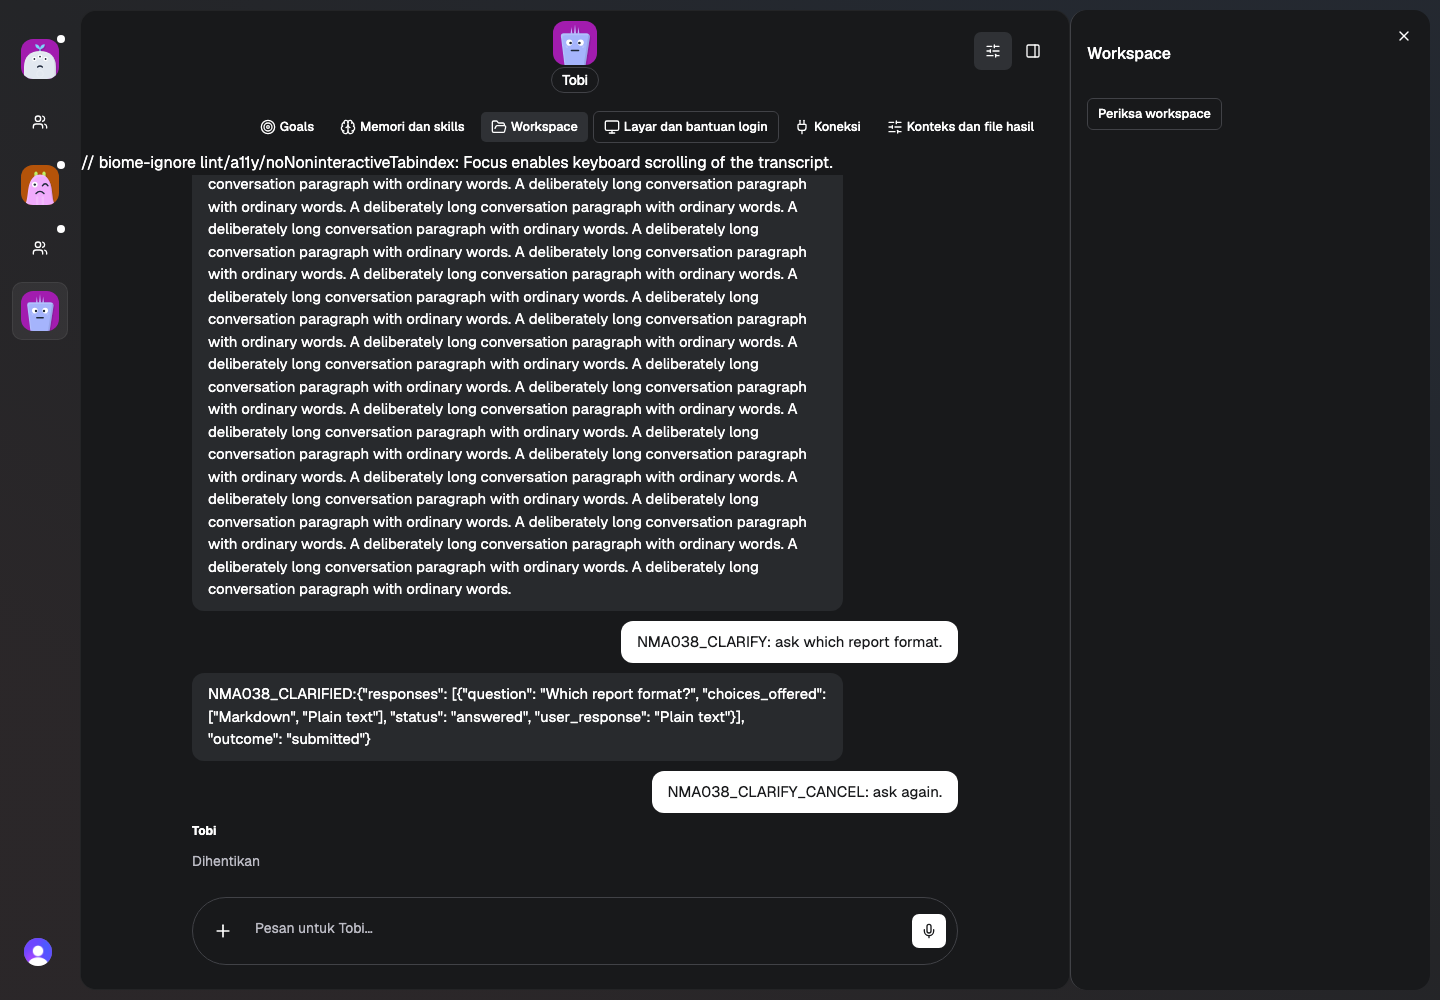 Tobi
Goals
Memori dan skills
Workspace
Layar dan bantuan login
Koneksi
Konteks dan file hasil
// biome-ignore lint/a11y/noNoninteractiveTabindex: Focus enables keyboard scrolling of the transcript.
conversation paragraph with ordinary words. A deliberately long conversation paragraph
with ordinary words. A deliberately long conversation paragraph with ordinary words. A
deliberately long conversation paragraph with ordinary words. A deliberately long
conversation paragraph with ordinary words. A deliberately long conversation paragraph
with ordinary words. A deliberately long conversation paragraph with ordinary words. A
deliberately long conversation paragraph with ordinary words. A deliberately long
conversation paragraph with ordinary words. A deliberately long conversation paragraph
with ordinary words. A deliberately long conversation paragraph with ordinary words. A
deliberately long conversation paragraph with ordinary words. A deliberately long
conversation paragraph with ordinary words. A deliberately long conversation paragraph
with ordinary words. A deliberately long conversation paragraph with ordinary words. A
deliberately long conversation paragraph with ordinary words. A deliberately long
conversation paragraph with ordinary words. A deliberately long conversation paragraph
with ordinary words. A deliberately long conversation paragraph with ordinary words. A
deliberately long conversation paragraph with ordinary words. A deliberately long
conversation paragraph with ordinary words. A deliberately long conversation paragraph
with ordinary words. A deliberately long conversation paragraph with ordinary words. A
deliberately long conversation paragraph with ordinary words. A deliberately long
conversation paragraph with ordinary words.
NMA038_CLARIFY: ask which report format.
NMA038_CLARIFIED:{"responses": [{"question": "Which report format?", "choices_offered":
["Markdown", "Plain text"], "status": "answered", "user_response": "Plain text"}],
"outcome": "submitted"}
NMA038_CLARIFY_CANCEL: ask again.
Tobi
Dihentikan
Pesan untuk Tobi…
Workspace
Periksa workspace